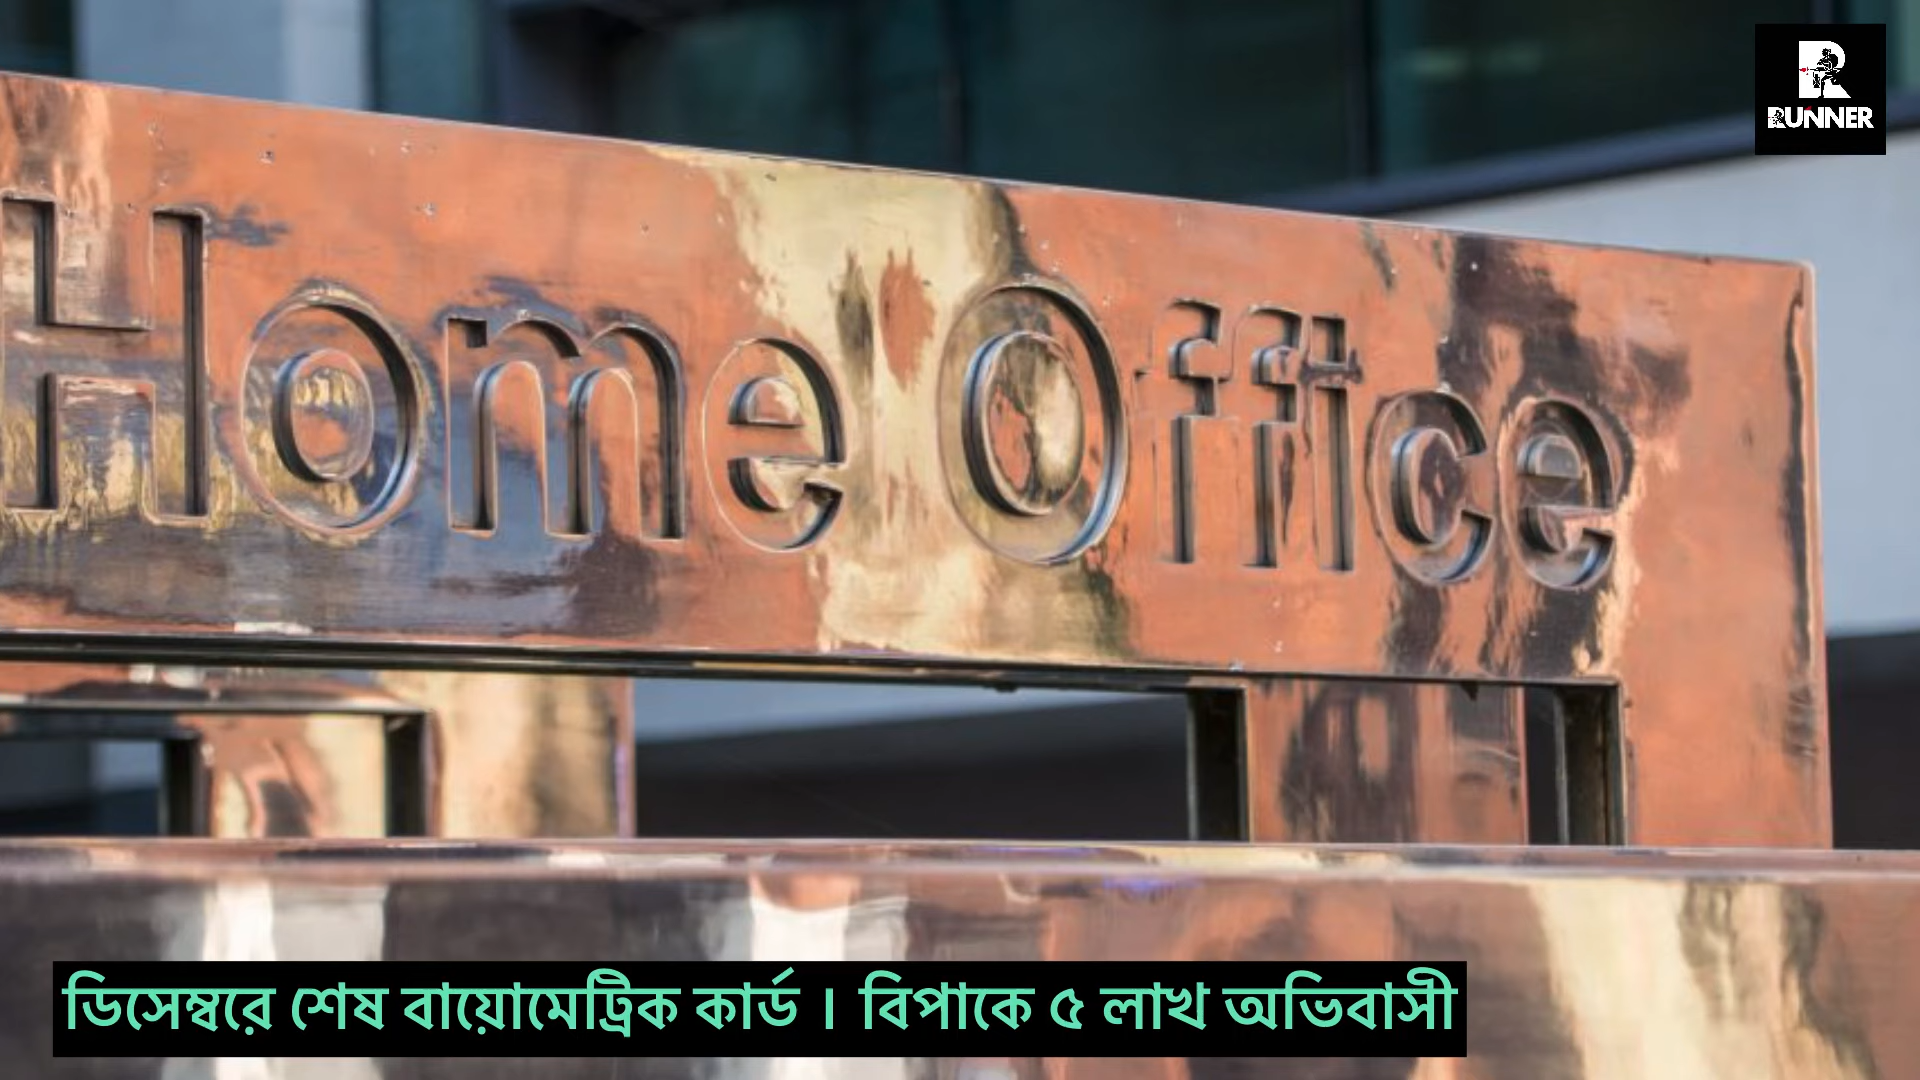 RUNNER
Home Office
ডিসেম্বরে শেষ বায়োমেট্রিক কার্ড । বিপাকে ৫ লাখ অভিবাসী